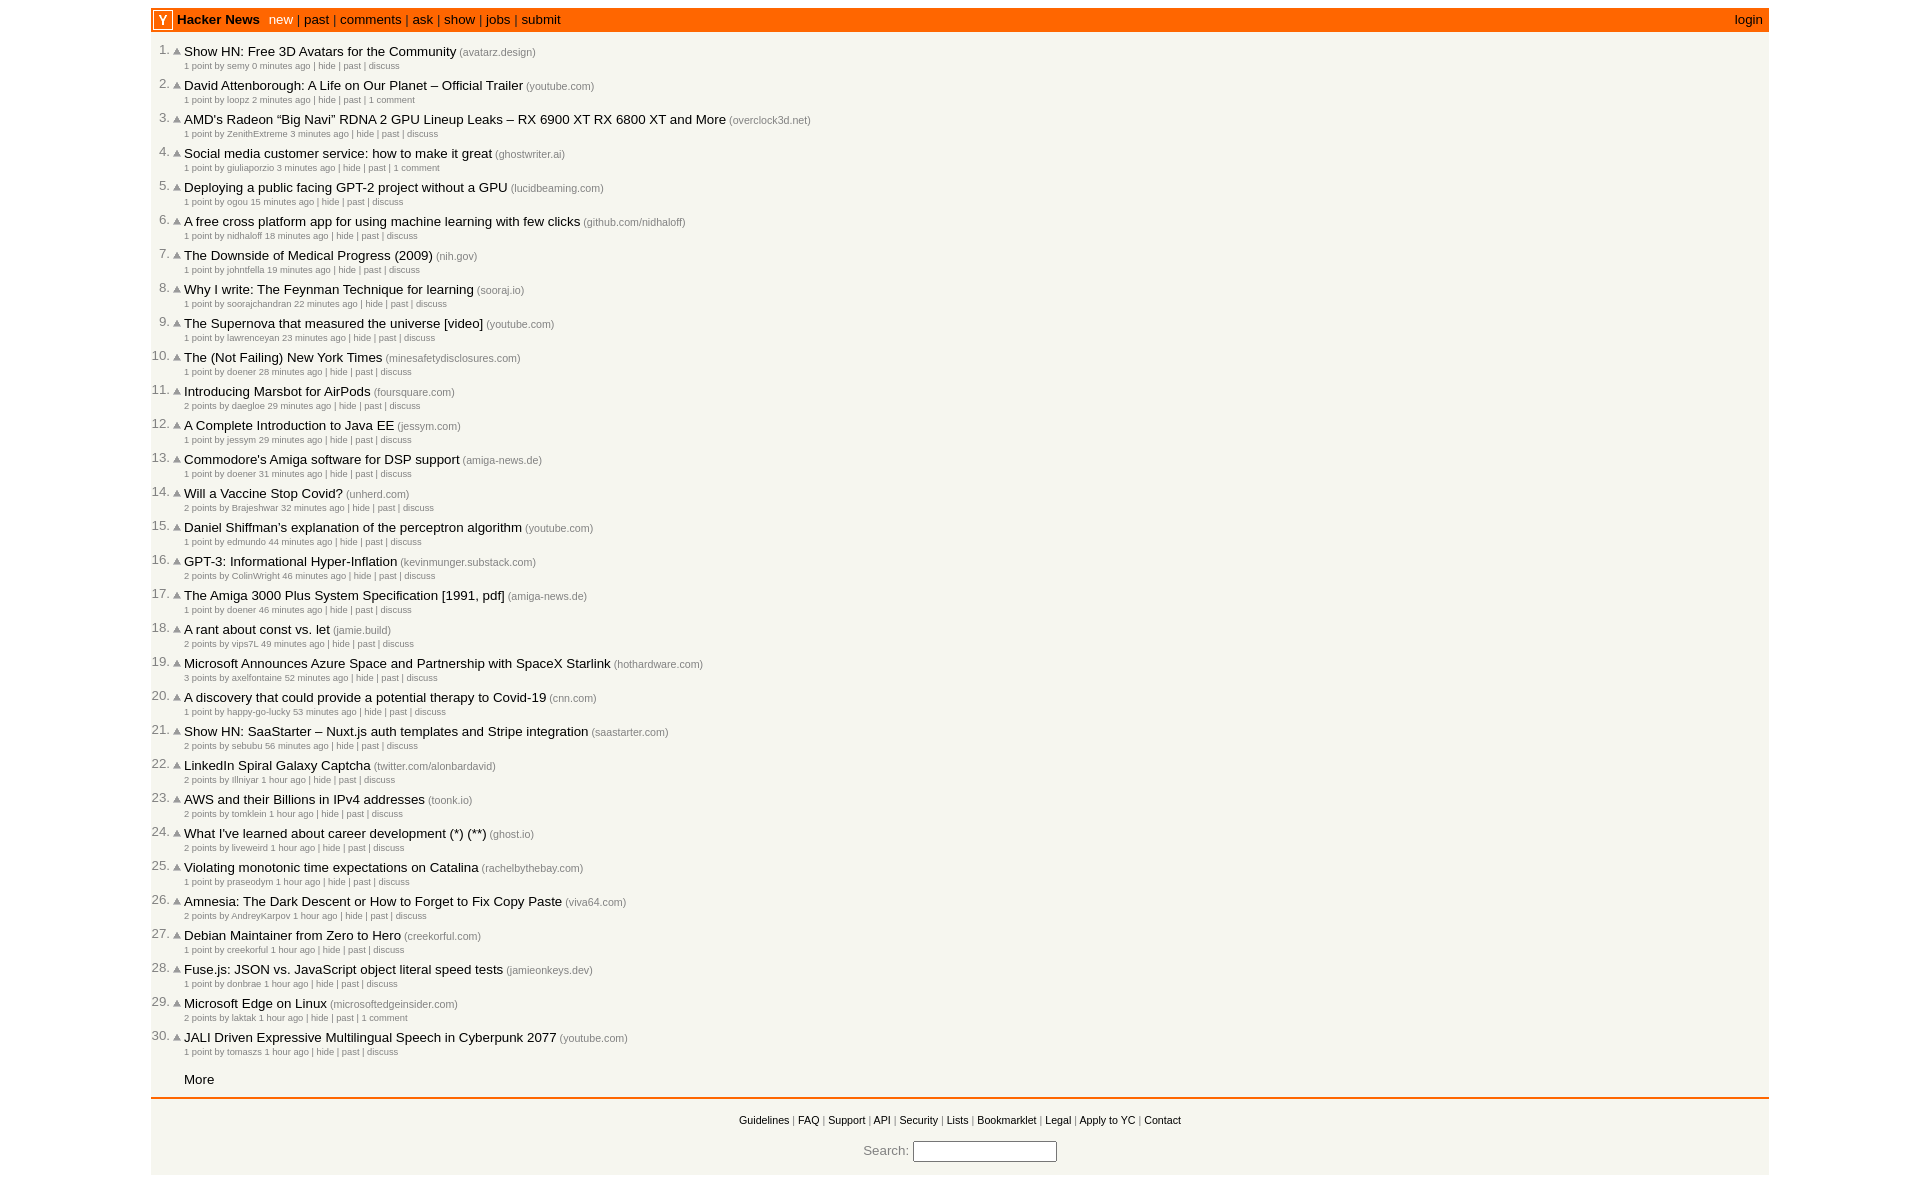 Y Hacker News new | past | comments | ask | show | jobs | submit login
1. Show HN: Free 3D Avatars for the Community (avatarz.design)
1 point by semy 0 minutes ago | hide | past | discuss
2. David Attenborough: A Life on Our Planet – Official Trailer (youtube.com)
1 point by loopz 2 minutes ago | hide | past | 1 comment
3. AMD's Radeon “Big Navi” RDNA 2 GPU Lineup Leaks – RX 6900 XT RX 6800 XT and More (overclock3d.net)
1 point by ZenithExtreme 3 minutes ago | hide | past | discuss
4. Social media customer service: how to make it great (ghostwriter.ai)
1 point by giuliaporzio 3 minutes ago | hide | past | 1 comment
5. Deploying a public facing GPT-2 project without a GPU (lucidbeaming.com)
1 point by ogou 15 minutes ago | hide | past | discuss
6. A free cross platform app for using machine learning with few clicks (github.com/nidhaloff)
1 point by nidhaloff 18 minutes ago | hide | past | discuss
7. The Downside of Medical Progress (2009) (nih.gov)
1 point by johntfella 19 minutes ago | hide | past | discuss
8. Why I write: The Feynman Technique for learning (sooraj.io)
1 point by soorajchandran 22 minutes ago | hide | past | discuss
9. The Supernova that measured the universe [video] (youtube.com)
1 point by lawrenceyan 23 minutes ago | hide | past | discuss
10. The (Not Failing) New York Times (minesafetydisclosures.com)
1 point by doener 28 minutes ago | hide | past | discuss
11. Introducing Marsbot for AirPods (foursquare.com)
2 points by daegloe 29 minutes ago | hide | past | discuss
12. A Complete Introduction to Java EE (jessym.com)
1 point by jessym 29 minutes ago | hide | past | discuss
13. Commodore's Amiga software for DSP support (amiga-news.de)
1 point by doener 31 minutes ago | hide | past | discuss
14. Will a Vaccine Stop Covid? (unherd.com)
2 points by Brajeshwar 32 minutes ago | hide | past | discuss
15. Daniel Shiffman’s explanation of the perceptron algorithm (youtube.com)
1 point by edmundo 44 minutes ago | hide | past | discuss
16. GPT-3: Informational Hyper-Inflation (kevinmunger.substack.com)
2 points by ColinWright 46 minutes ago | hide | past | discuss
17. The Amiga 3000 Plus System Specification [1991, pdf] (amiga-news.de)
1 point by doener 46 minutes ago | hide | past | discuss
18. A rant about const vs. let (jamie.build)
2 points by vips7L 49 minutes ago | hide | past | discuss
19. Microsoft Announces Azure Space and Partnership with SpaceX Starlink (hothardware.com)
3 points by axelfontaine 52 minutes ago | hide | past | discuss
20. A discovery that could provide a potential therapy to Covid-19 (cnn.com)
1 point by happy-go-lucky 53 minutes ago | hide | past | discuss
21. Show HN: SaaStarter – Nuxt.js auth templates and Stripe integration (saastarter.com)
2 points by sebubu 56 minutes ago | hide | past | discuss
22. LinkedIn Spiral Galaxy Captcha (twitter.com/alonbardavid)
2 points by Illniyar 1 hour ago | hide | past | discuss
23. AWS and their Billions in IPv4 addresses (toonk.io)
2 points by tomklein 1 hour ago | hide | past | discuss
24. What I've learned about career development (*) (**) (ghost.io)
2 points by liveweird 1 hour ago | hide | past | discuss
25. Violating monotonic time expectations on Catalina (rachelbythebay.com)
1 point by praseodym 1 hour ago | hide | past | discuss
26. Amnesia: The Dark Descent or How to Forget to Fix Copy Paste (viva64.com)
2 points by AndreyKarpov 1 hour ago | hide | past | discuss
27. Debian Maintainer from Zero to Hero (creekorful.com)
1 point by creekorful 1 hour ago | hide | past | discuss
28. Fuse.js: JSON vs. JavaScript object literal speed tests (jamieonkeys.dev)
1 point by donbrae 1 hour ago | hide | past | discuss
29. Microsoft Edge on Linux (microsoftedgeinsider.com)
2 points by laktak 1 hour ago | hide | past | 1 comment
30. JALI Driven Expressive Multilingual Speech in Cyberpunk 2077 (youtube.com)
1 point by tomaszs 1 hour ago | hide | past | discuss
More
Guidelines | FAQ | Support | API | Security | Lists | Bookmarklet | Legal | Apply to YC | Contact
Search: